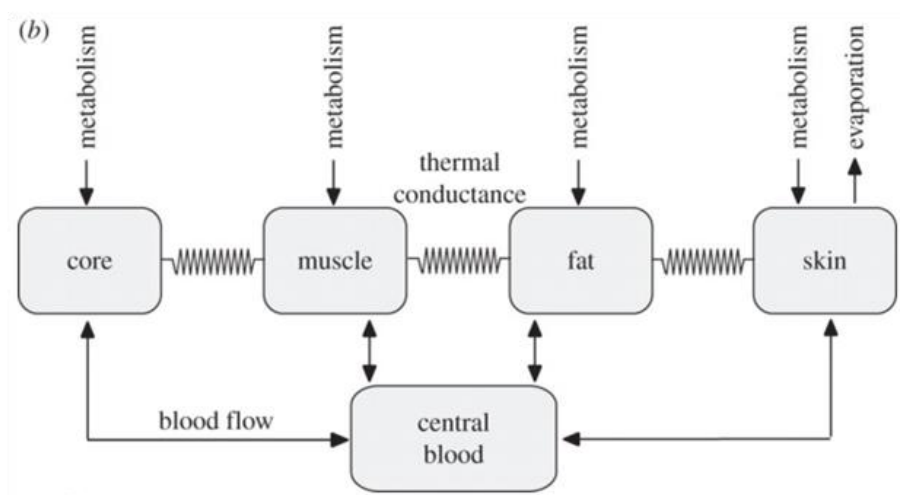 (b)
metabolism
metabolism
metabolism
metabolism
evaporation
thermal
conductance
core
muscle
fat
skin
blood flow
central
blood